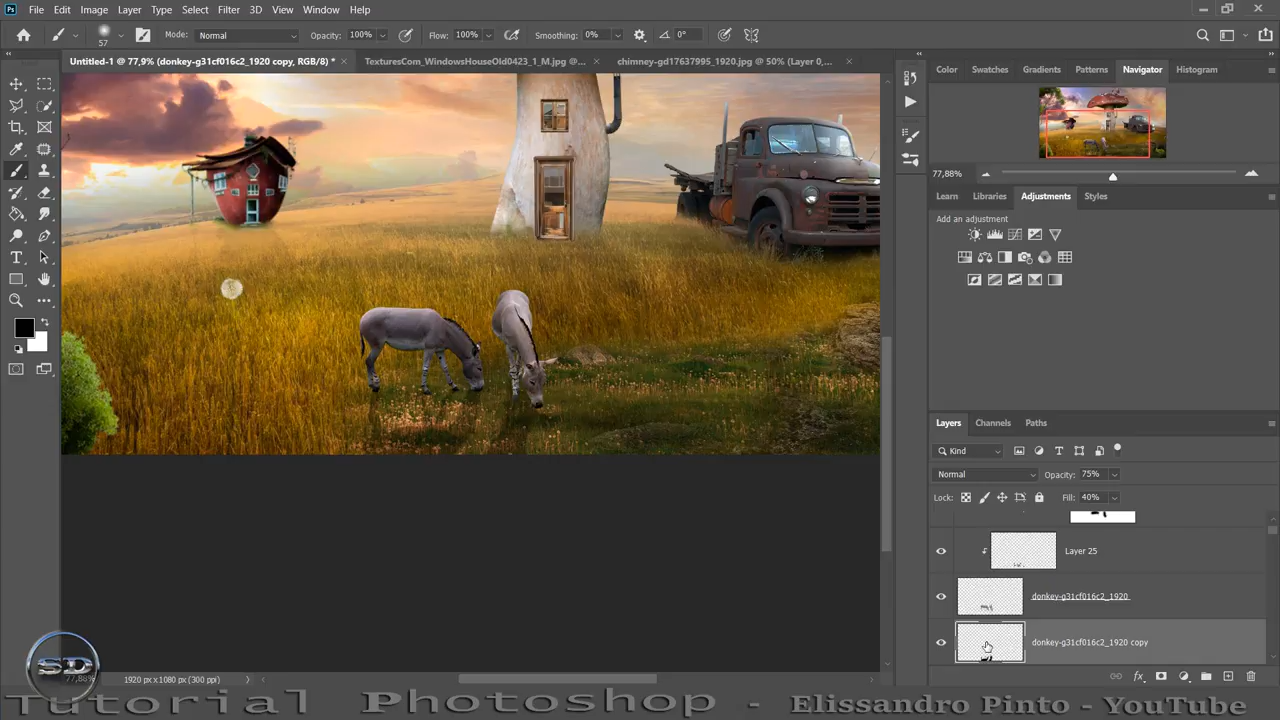 Ps File Edit Image Layer Type Select Filter 3D View Window Help
57 Mode: Normal Opacity: 100% Flow: 100% Smoothing: 0% 0°
Untitled-1 @ 77,9% (donkey-g31cf016c2_1920 copy, RGB/8) * × TexturesCom_WindowsHouseOld0423_1_M.jpg @... × chimney-gd17637995_1920.jpg @ 50% (Layer 0,... ×
Color Swatches Gradients Patterns Navigator Histogram
77,88%
Learn Libraries Adjustments Styles
Add an adjustment
Layers Channels Paths
Kind
Normal Opacity: 75%
Lock: Fill: 40%
Layer 25
donkey-g31cf016c2_1920
donkey-g31cf016c2_1920 copy
SD
77,88% 1920 px x 1080 px (300 ppi)
Tutorial Photoshop - Elissandro Pinto - YouTube